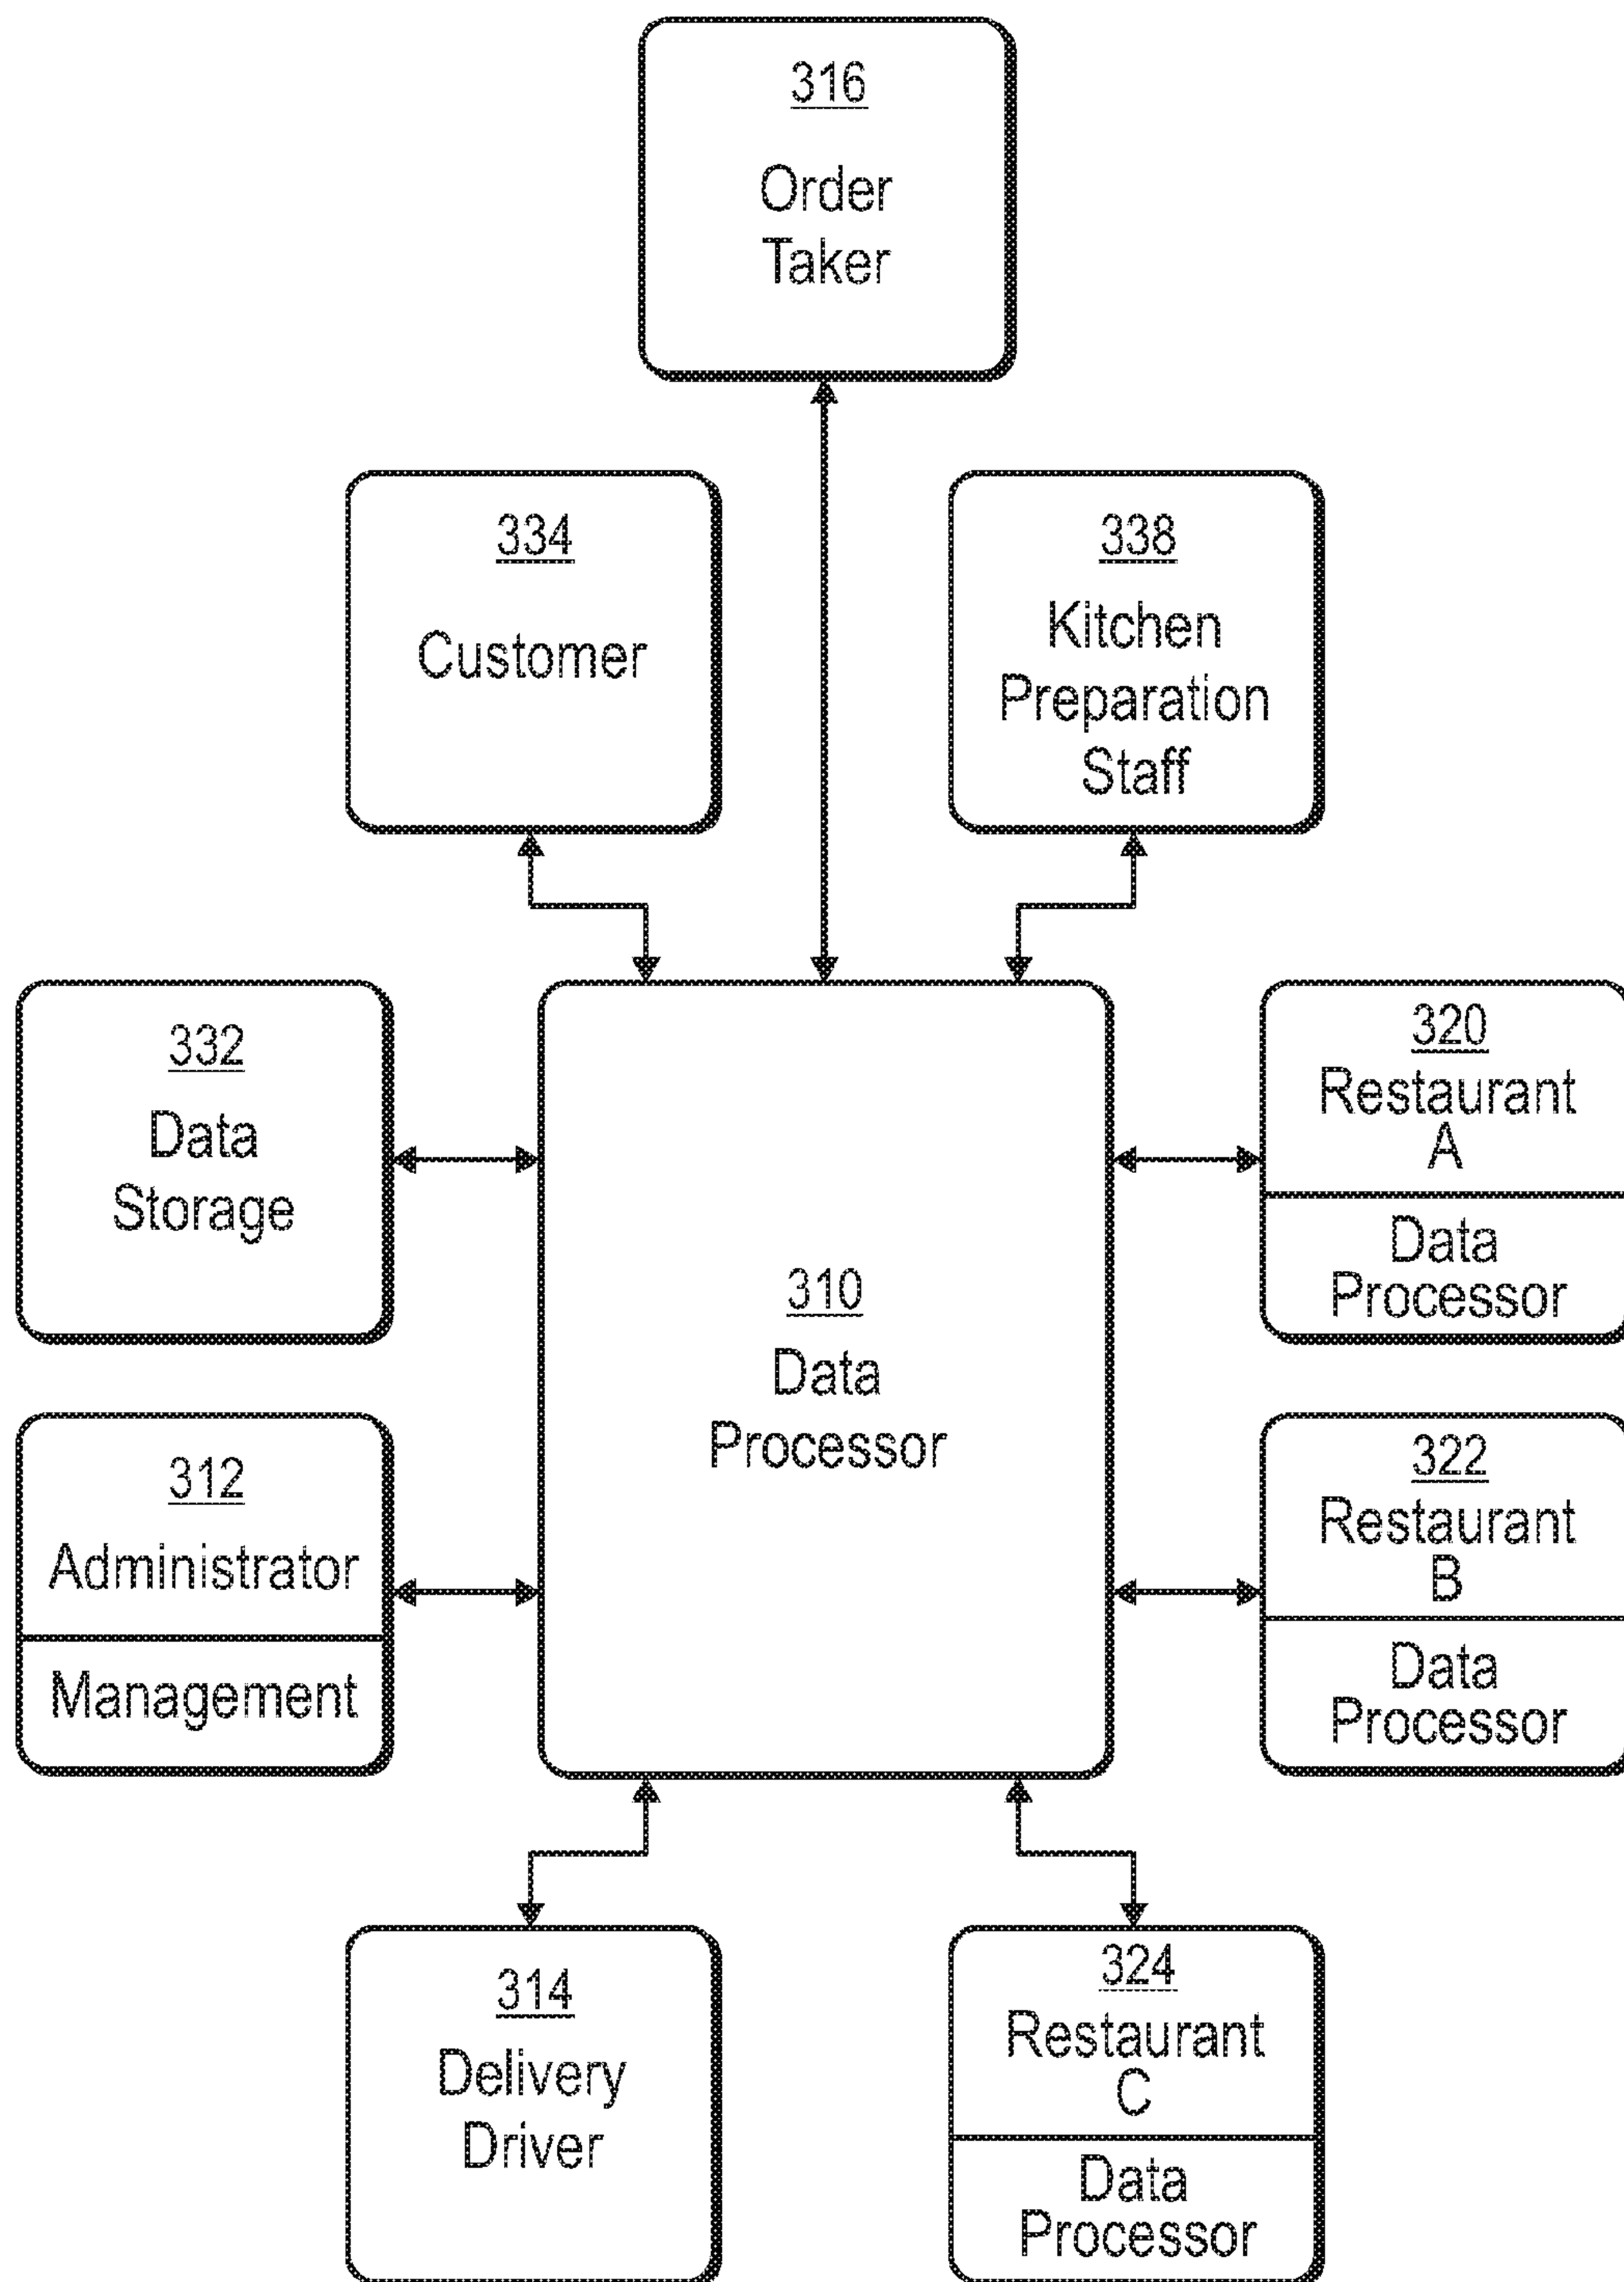 316
Order
Taker
334
Customer
338
Kitchen
Preparation
Staff
332
Data
Storage
310
Data
Processor
320
Restaurant
A
Data
Processor
312
Administrator
Management
322
Restaurant
B
Data
Processor
314
Delivery
Driver
324
Restaurant
C
Data
Processor